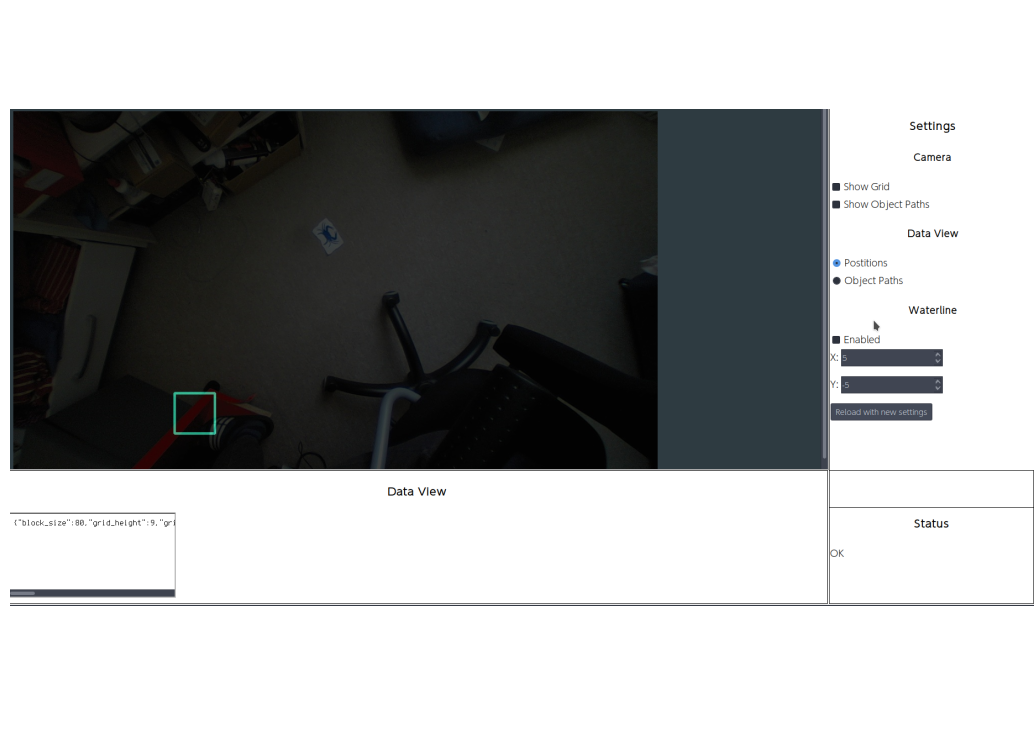 Settings
Camera
Show Grid
Show Object Paths
Data View
Postitions
Object Paths
Waterline
Enabled
X: 5
Y: -5
Reload with new settings
Data View
{"block_size":80,"grid_height":9,"gri
Status
OK